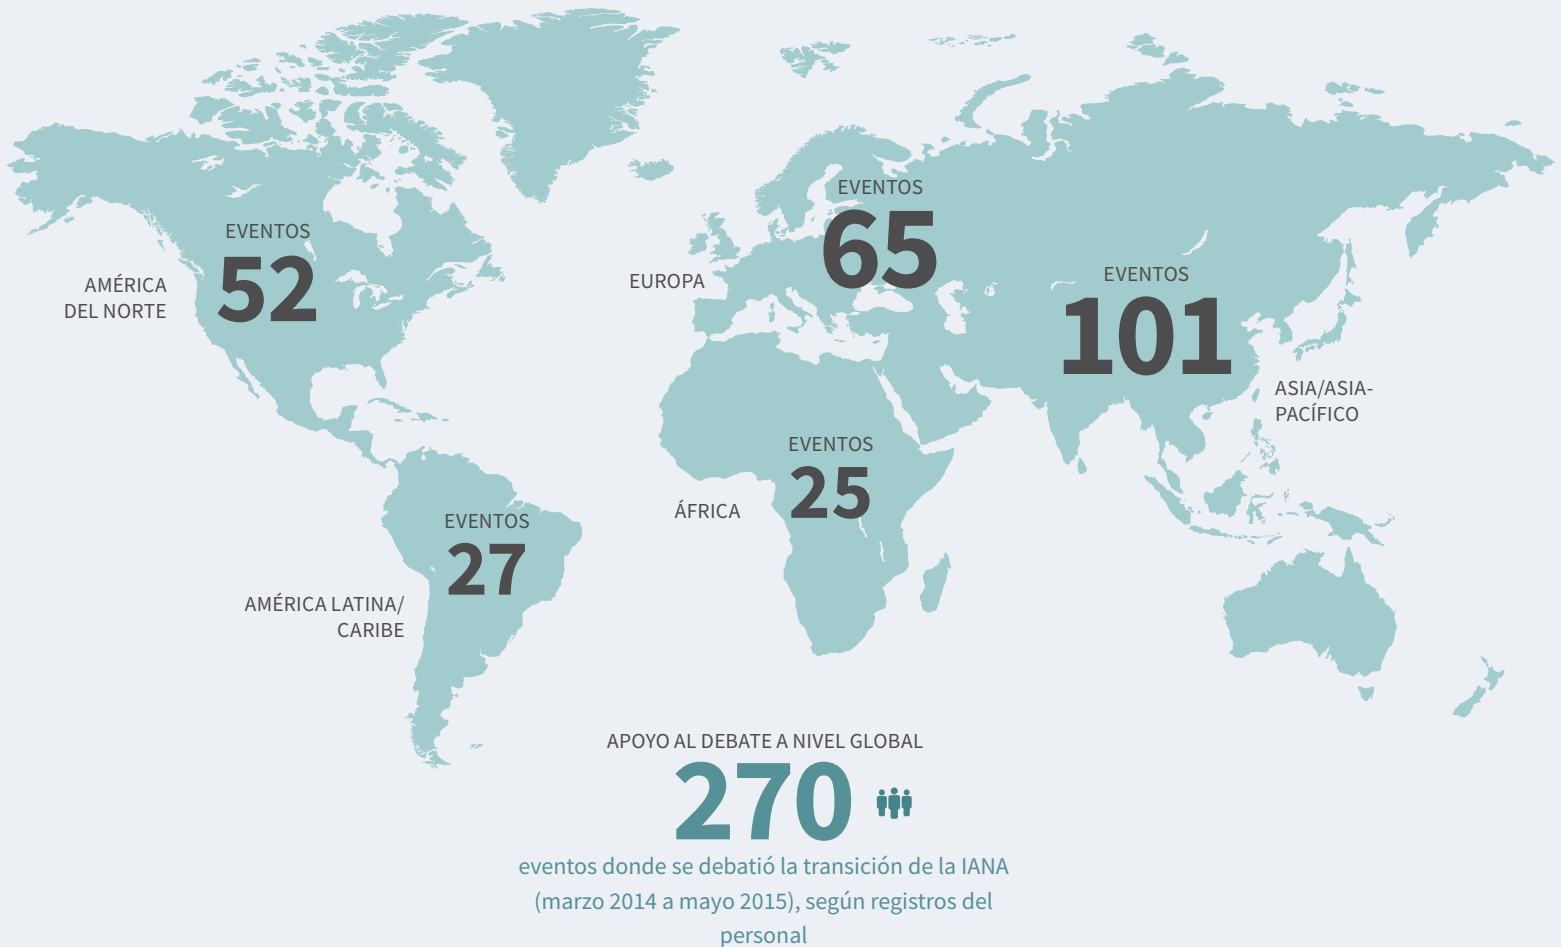 EVENTOS
52
AMÉRICA
DEL NORTE
EVENTOS
65
EUROPA
EVENTOS
101
ASIA/ASIA-
PACÍFICO
EVENTOS
25
ÁFRICA
EVENTOS
27
AMÉRICA LATINA/
CARIBE
APOYO AL DEBATE A NIVEL GLOBAL
270
eventos donde se debatió la transición de la IANA
(marzo 2014 a mayo 2015), según registros del
personal